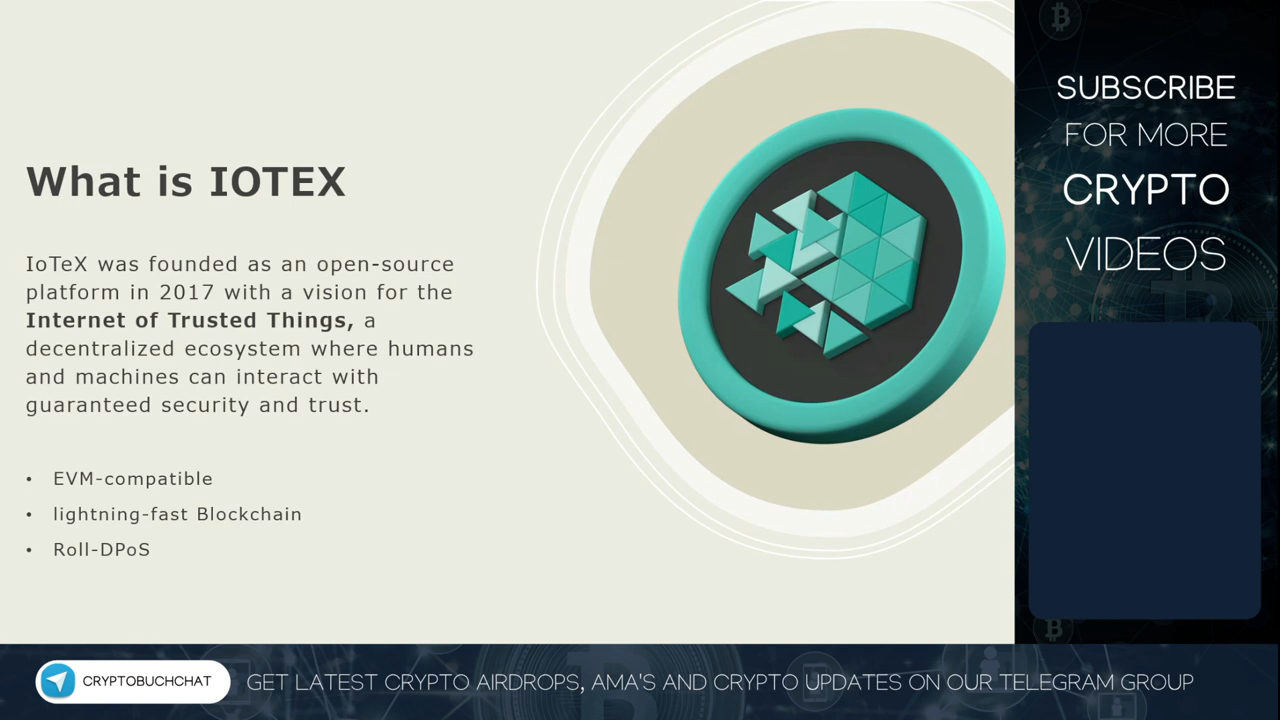 What is IOTEX
IoTeX was founded as an open-source
platform in 2017 with a vision for the
Internet of Trusted Things, a
decentralized ecosystem where humans
and machines can interact with
guaranteed security and trust.
• EVM-compatible
• lightning-fast Blockchain
• Roll-DPoS
SUBSCRIBE
FOR MORE
CRYPTO
VIDEOS
CRYPTOBUCHCHAT
GET LATEST CRYPTO AIRDROPS, AMA'S AND CRYPTO UPDATES ON OUR TELEGRAM GROUP